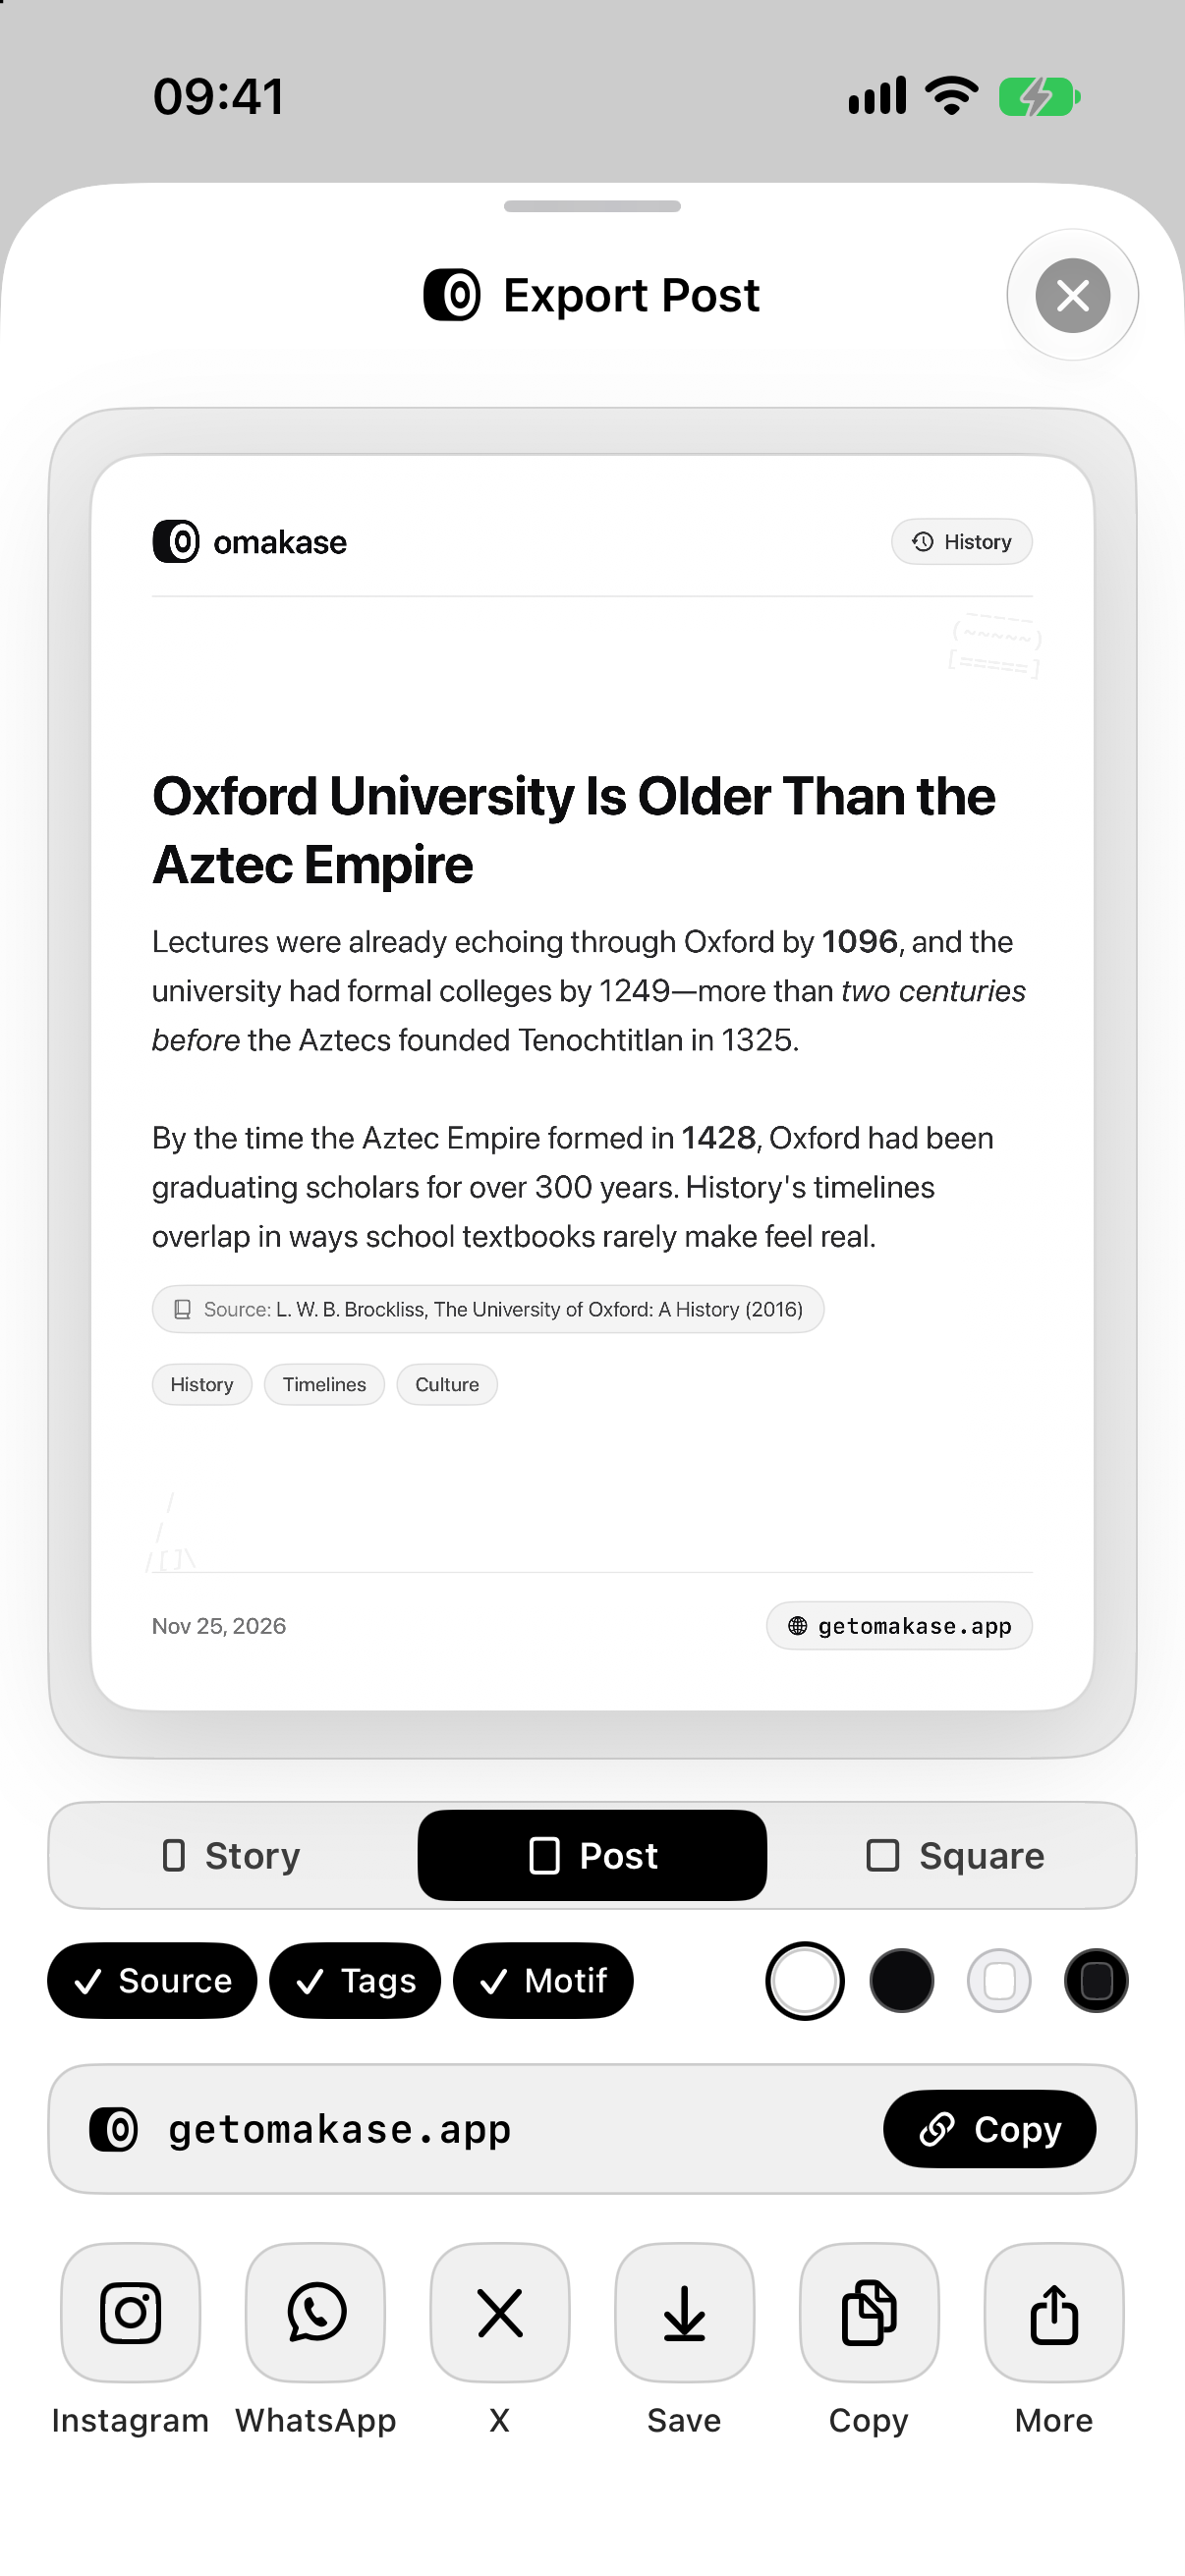 09:41
Export Post
omakase
History
_____
(~~~~~)
[=====]
Oxford University Is Older Than the
Aztec Empire
Lectures were already echoing through Oxford by 1096, and the
university had formal colleges by 1249—more than two centuries
before the Aztecs founded Tenochtitlan in 1325.
By the time the Aztec Empire formed in 1428, Oxford had been
graduating scholars for over 300 years. History's timelines
overlap in ways school textbooks rarely make feel real.
Source: L. W. B. Brockliss, The University of Oxford: A History (2016)
History Timelines Culture
/
/
/[]\
Nov 25, 2026
getomakase.app
Story Post Square
Source Tags Motif
getomakase.app Copy
Instagram WhatsApp X Save Copy More